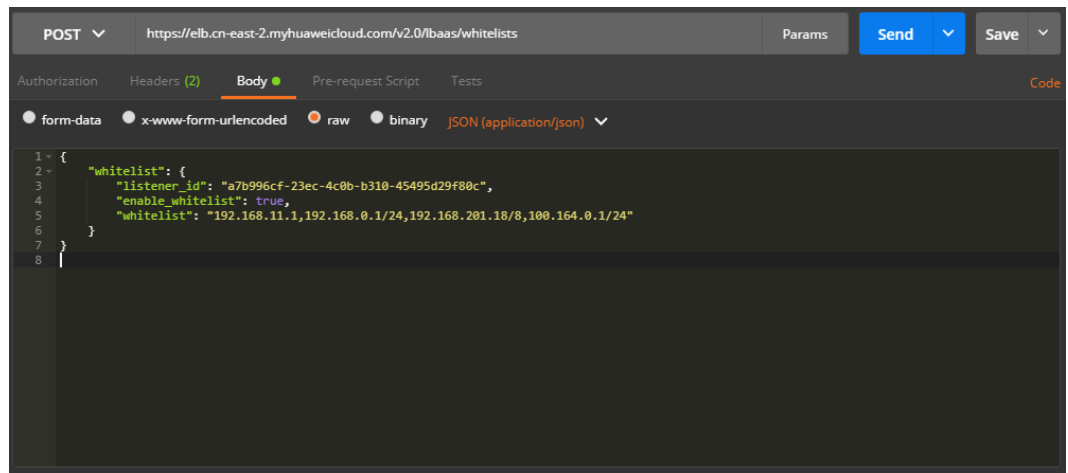 POST https://elb.cn-east-2.myhuaweicloud.com/v2.0/lbaas/whitelists Params Send Save
Authorization Headers (2) Body Pre-request Script Tests Code
form-data x-www-form-urlencoded raw binary JSON (application/json)
1 {
2 "whitelist": {
3 "listener_id": "a7b996cf-23ec-4c0b-b310-45495d29f80c",
4 "enable_whitelist": true,
5 "whitelist": "192.168.11.1,192.168.0.1/24,192.168.201.18/8,100.164.0.1/24"
6 }
7 }
8